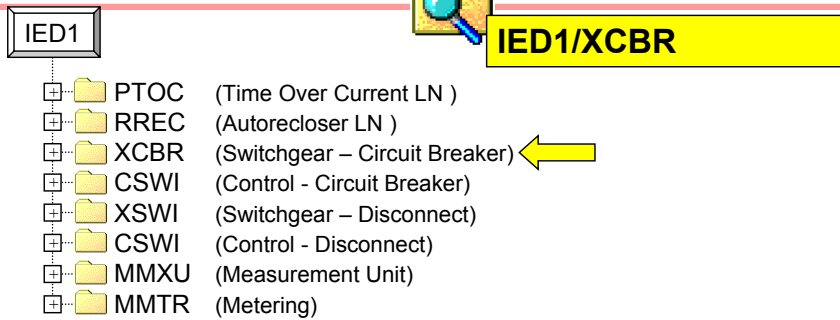 IED1
IED1/XCBR
PTOC (Time Over Current LN )
RREC (Autorecloser LN )
XCBR (Switchgear – Circuit Breaker)
CSWI (Control - Circuit Breaker)
XSWI (Switchgear – Disconnect)
CSWI (Control - Disconnect)
MMXU (Measurement Unit)
MMTR (Metering)